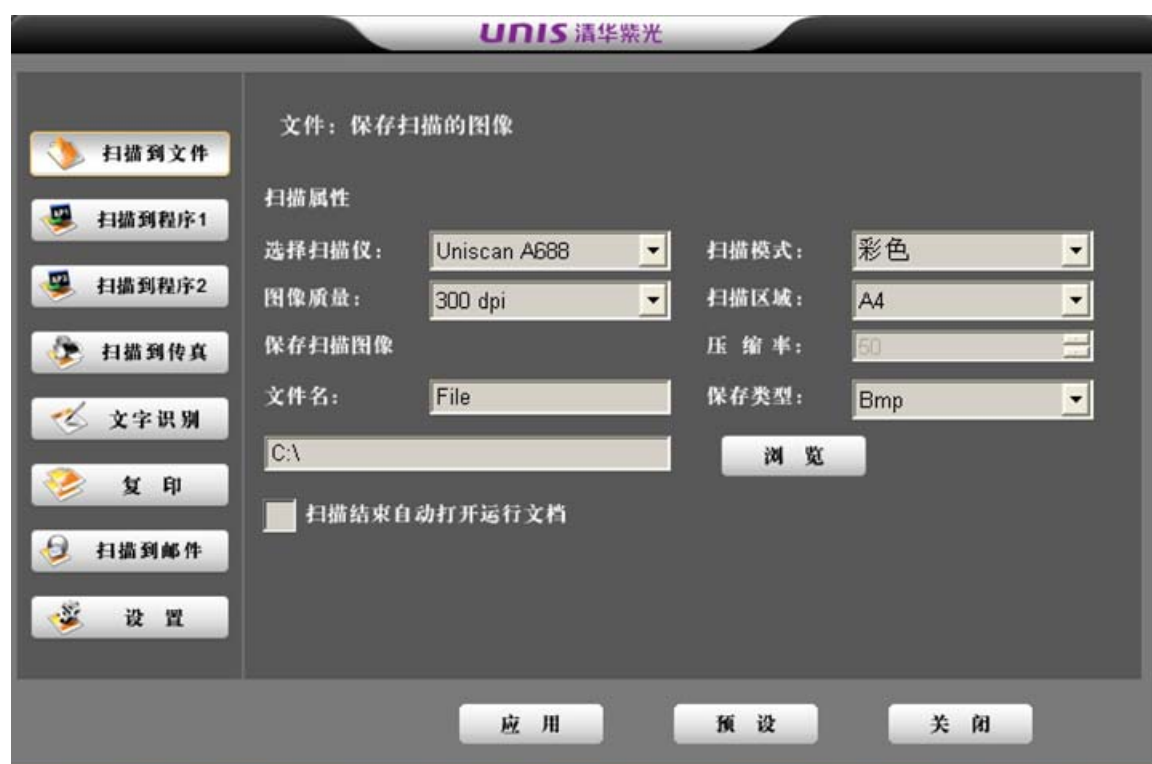 UNIS 清华紫光
扫描到文件
扫描到程序1
扫描到程序2
扫描到传真
文字识别
复 印
扫描到邮件
设 置
文件：保存扫描的图像
扫描属性
选择扫描仪： Uniscan A688 扫描模式： 彩色
图像质量： 300 dpi 扫描区域： A4
保存扫描图像 压 缩 率： 50
文件名： File 保存类型： Bmp
C:\ 浏 览
扫描结束自动打开运行文档
应 用 预 设 关 闭